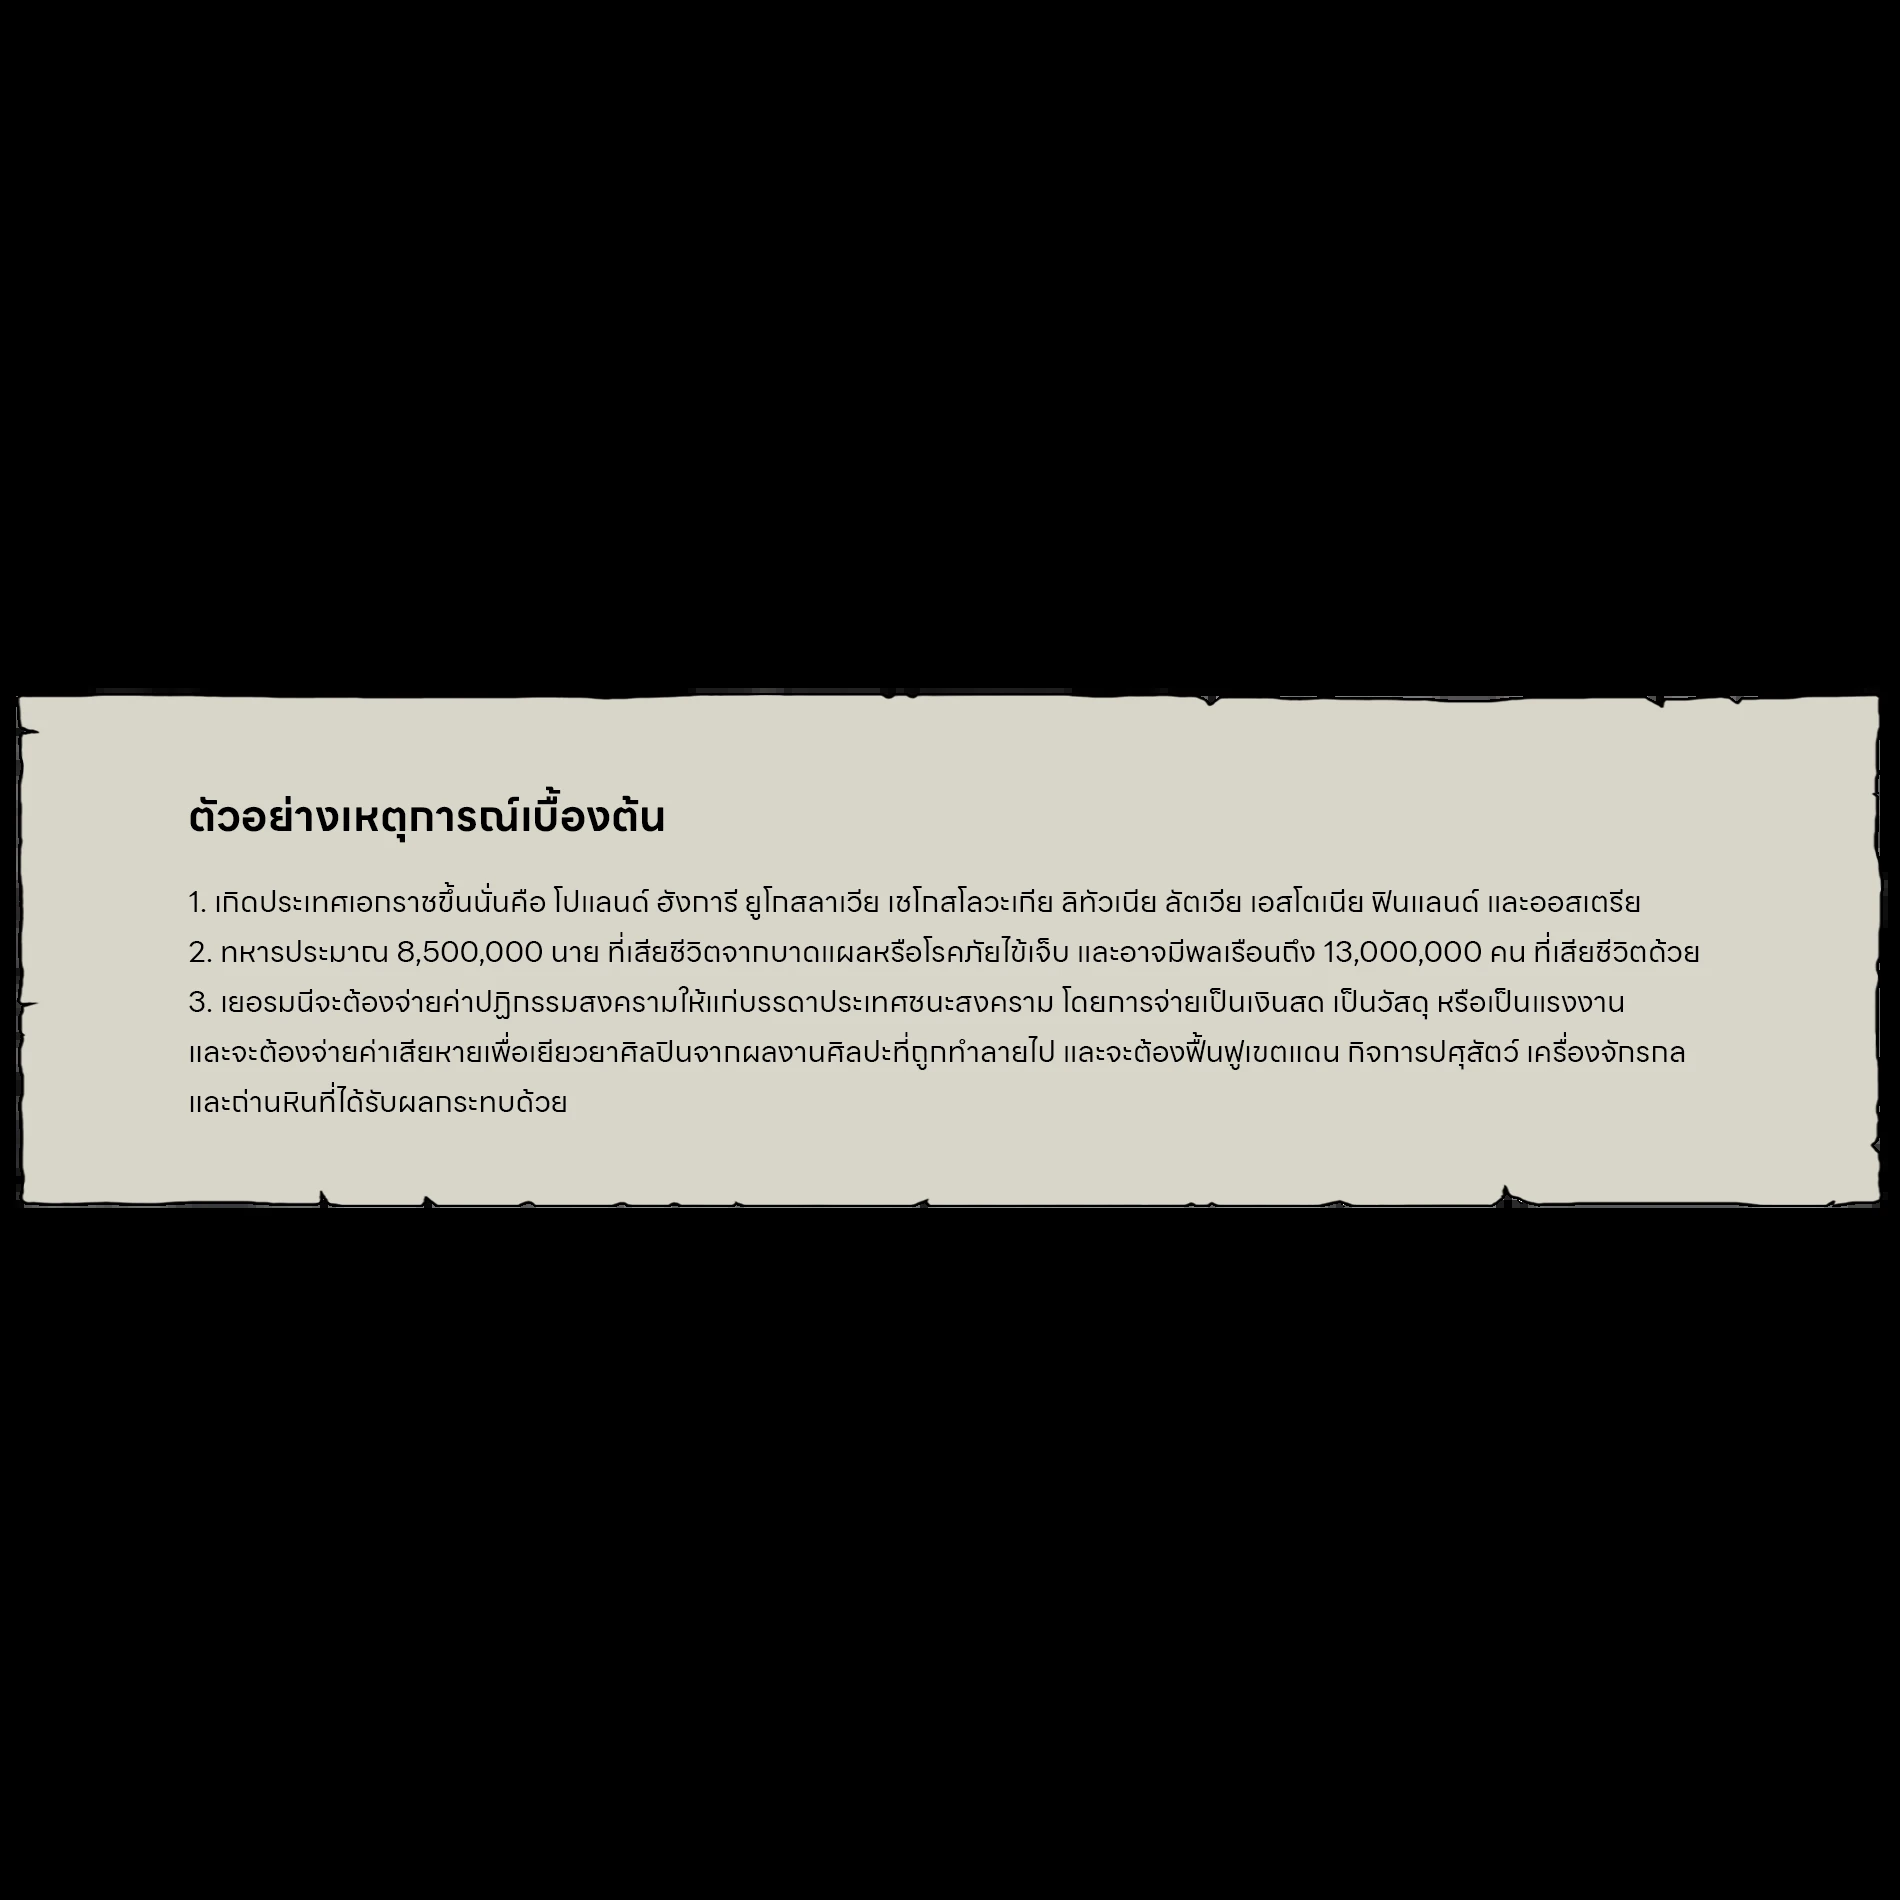 ตัวอย่างเหตุการณ์เบื้องต้น
1. เกิดประเทศเอกราชขึ้นนั่นคือ โปแลนด์ ฮังการี ยูโกสลาเวีย เชโกสโลวะเกีย ลิทัวเนีย ลัตเวีย เอสโตเนีย ฟินแลนด์ และออสเตรีย
2. ทหารประมาณ 8,500,000 นาย ที่เสียชีวิตจากบาดแผลหรือโรคภัยไข้เจ็บ และอาจมีพลเรือนถึง 13,000,000 คน ที่เสียชีวิตด้วย
3. เยอรมนีจะต้องจ่ายค่าปฏิกรรมสงครามให้แก่บรรดาประเทศชนะสงคราม โดยการจ่ายเป็นเงินสด เป็นวัสดุ หรือเป็นแรงงาน
และจะต้องจ่ายค่าเสียหายเพื่อเยียวยาศิลปินจากผลงานศิลปะที่ถูกทำลายไป และจะต้องฟื้นฟูเขตแดน กิจการปศุสัตว์ เครื่องจักรกล
และถ่านหินที่ได้รับผลกระทบด้วย